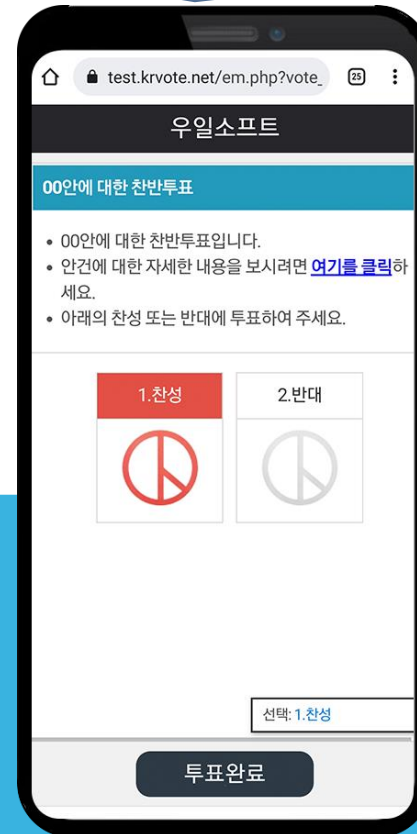 test.krvote.net/em.php?vote_
25
우일소프트
00안에 대한 찬반투표
• 00안에 대한 찬반투표입니다.
• 안건에 대한 자세한 내용을 보시려면 여기를 클릭하
세요.
• 아래의 찬성 또는 반대에 투표하여 주세요.
1.찬성 2.반대
선택: 1.찬성
투표완료